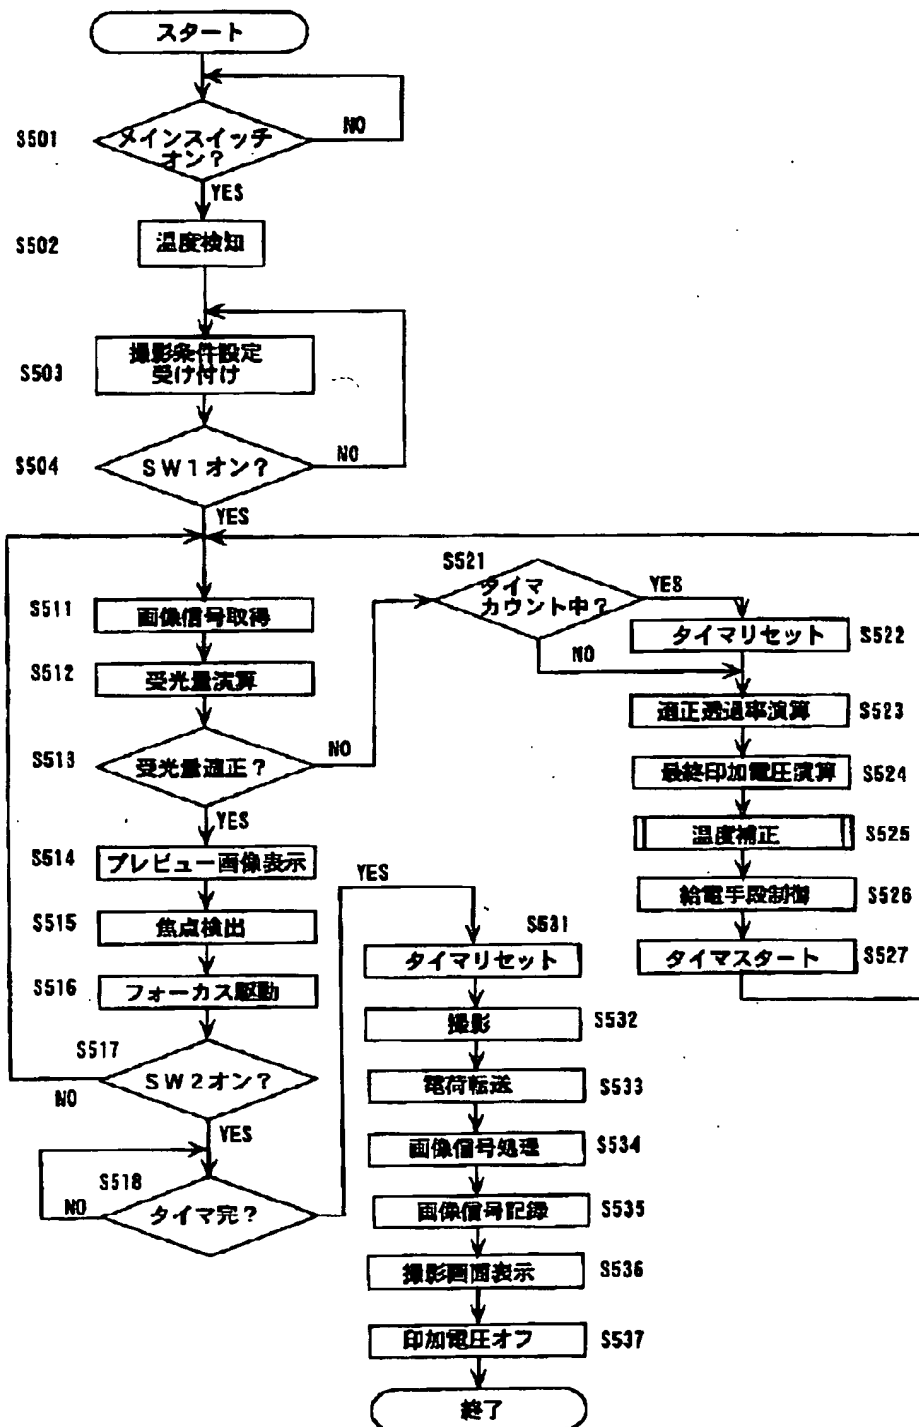 スタート
S501
メインスイッチ
オン？
NO
YES
S502
温度検知
S503
撮影条件設定
受け付け
S504
SW1オン？
NO
YES
S511
画像信号取得
S512
受光量演算
S513
受光量適正？
NO
YES
S514
プレビュー画像表示
S515
焦点検出
S516
フォーカス駆動
S517
SW2オン？
NO
YES
S518
タイマ完？
NO
YES
S521
タイマ
カウント中？
YES
NO
タイマリセット
S522
適正透過率演算
S523
最終印加電圧演算
S524
温度補正
S525
給電手段制御
S526
タイマスタート
S527
S531
タイマリセット
撮影
S532
電荷転送
S533
画像信号処理
S534
画像信号記録
S535
撮影画面表示
S536
印加電圧オフ
S537
終了